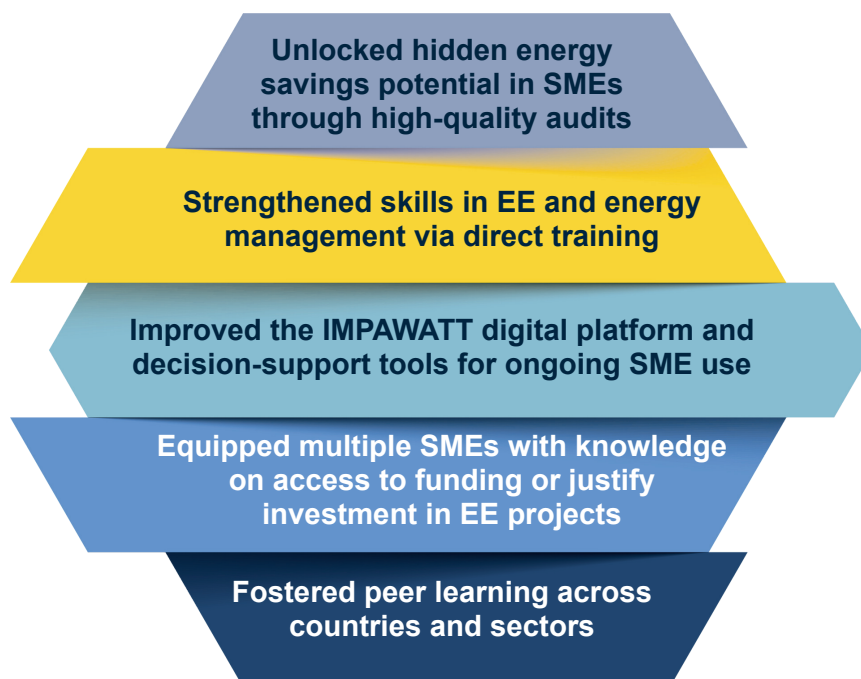 Unlocked hidden energy
savings potential in SMEs
through high-quality audits
Strengthened skills in EE and energy
management via direct training
Improved the IMPAWATT digital platform and
decision-support tools for ongoing SME use
Equipped multiple SMEs with knowledge
on access to funding or justify
investment in EE projects
Fostered peer learning across
countries and sectors